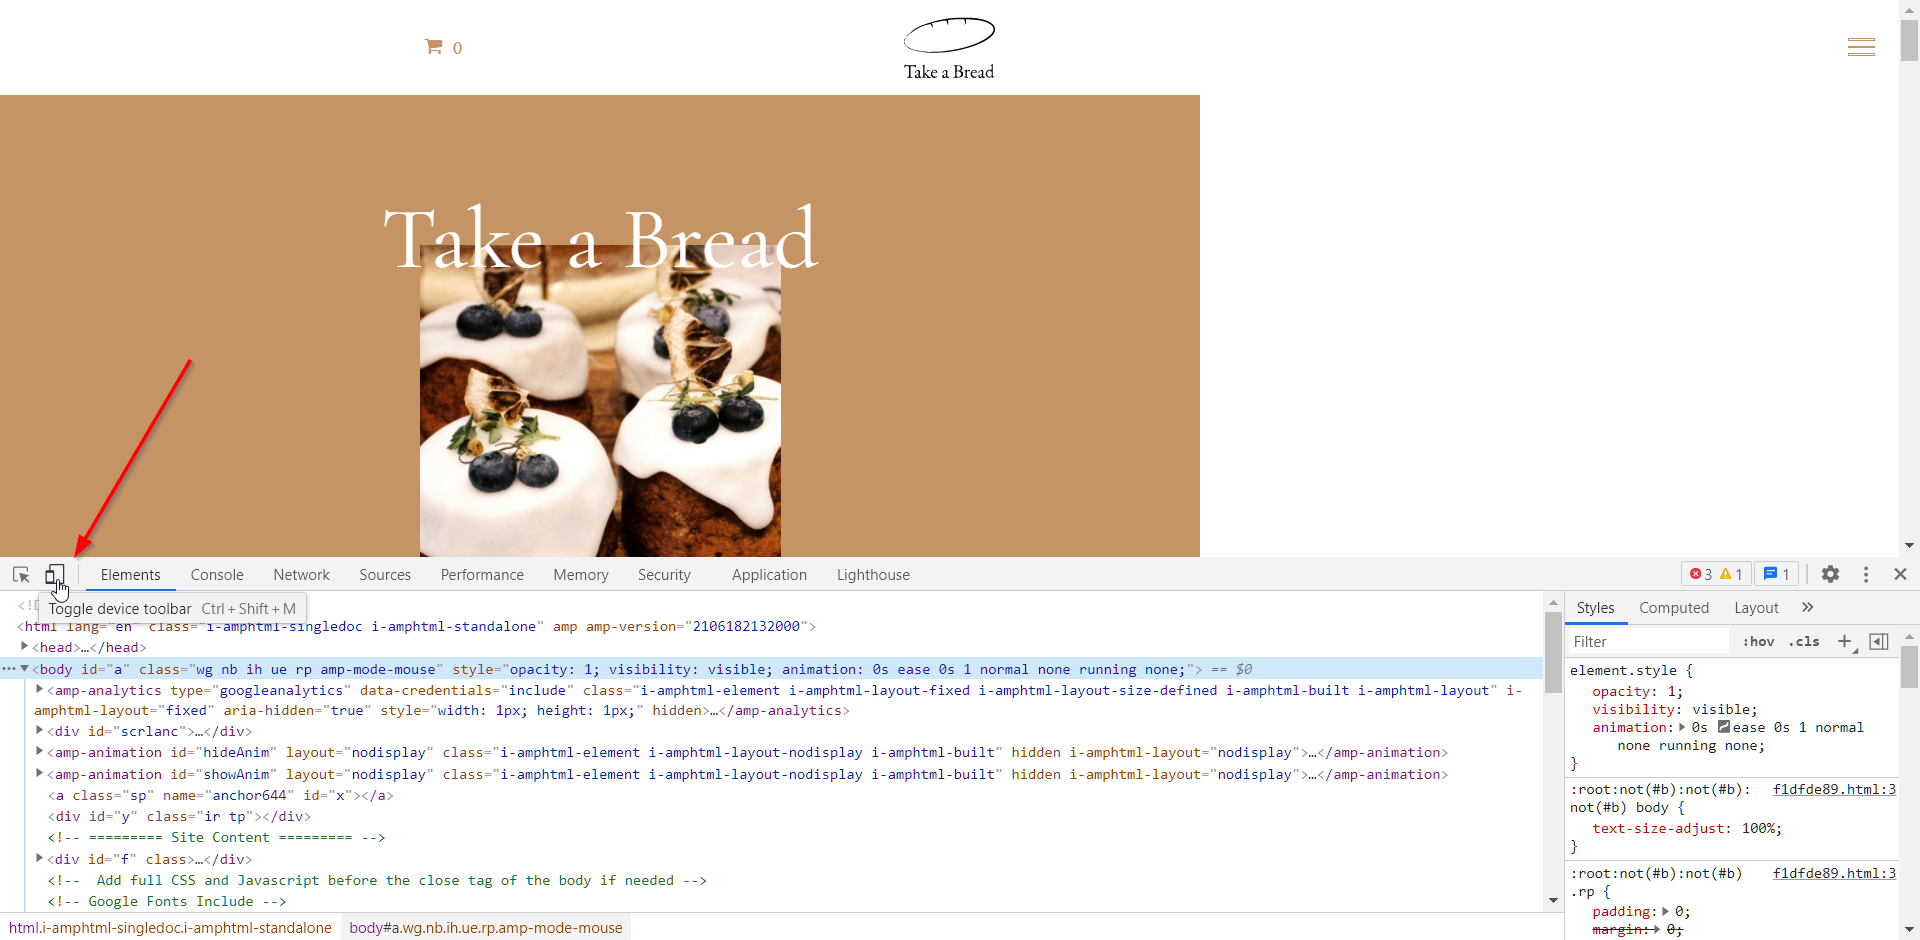 0
Take a Bread
Take a Bread
Elements Console Network Sources Performance Memory Security Application Lighthouse 3 1 1
Toggle device toolbar Ctrl + Shift + M
<html lang="en" class="i-amphtml-singledoc i-amphtml-standalone" amp amp-version="2106182132000">
<head>…</head>
<body id="a" class="wg nb ih ue rp amp-mode-mouse" style="opacity: 1; visibility: visible; animation: 0s ease 0s 1 normal none running none;"> == $0
<amp-analytics type="googleanalytics" data-credentials="include" class="i-amphtml-element i-amphtml-layout-fixed i-amphtml-layout-size-defined i-amphtml-built i-amphtml-layout" i-
amphtml-layout="fixed" aria-hidden="true" style="width: 1px; height: 1px;" hidden>…</amp-analytics>
<div id="scrlanc">…</div>
<amp-animation id="hideAnim" layout="nodisplay" class="i-amphtml-element i-amphtml-layout-nodisplay i-amphtml-built" hidden i-amphtml-layout="nodisplay">…</amp-animation>
<amp-animation id="showAnim" layout="nodisplay" class="i-amphtml-element i-amphtml-layout-nodisplay i-amphtml-built" hidden i-amphtml-layout="nodisplay">…</amp-animation>
<a class="sp" name="anchor644" id="x"></a>
<div id="y" class="ir tp"></div>
<!-- ========= Site Content ========= -->
<div id="f" class>…</div>
<!--  Add full CSS and Javascript before the close tag of the body if needed -->
<!-- Google Fonts Include -->
html.i-amphtml-singledoc.i-amphtml-standalone body#a.wg.nb.ih.ue.rp.amp-mode-mouse
Styles Computed Layout »
Filter :hov .cls +
element.style {
opacity: 1;
visibility: visible;
animation: 0s ease 0s 1 normal
none running none;
}
:root:not(#b):not(#b): f1dfde89.html:3
not(#b) body {
text-size-adjust: 100%;
}
:root:not(#b):not(#b) f1dfde89.html:3
.rp {
padding: 0;
margin: 0;